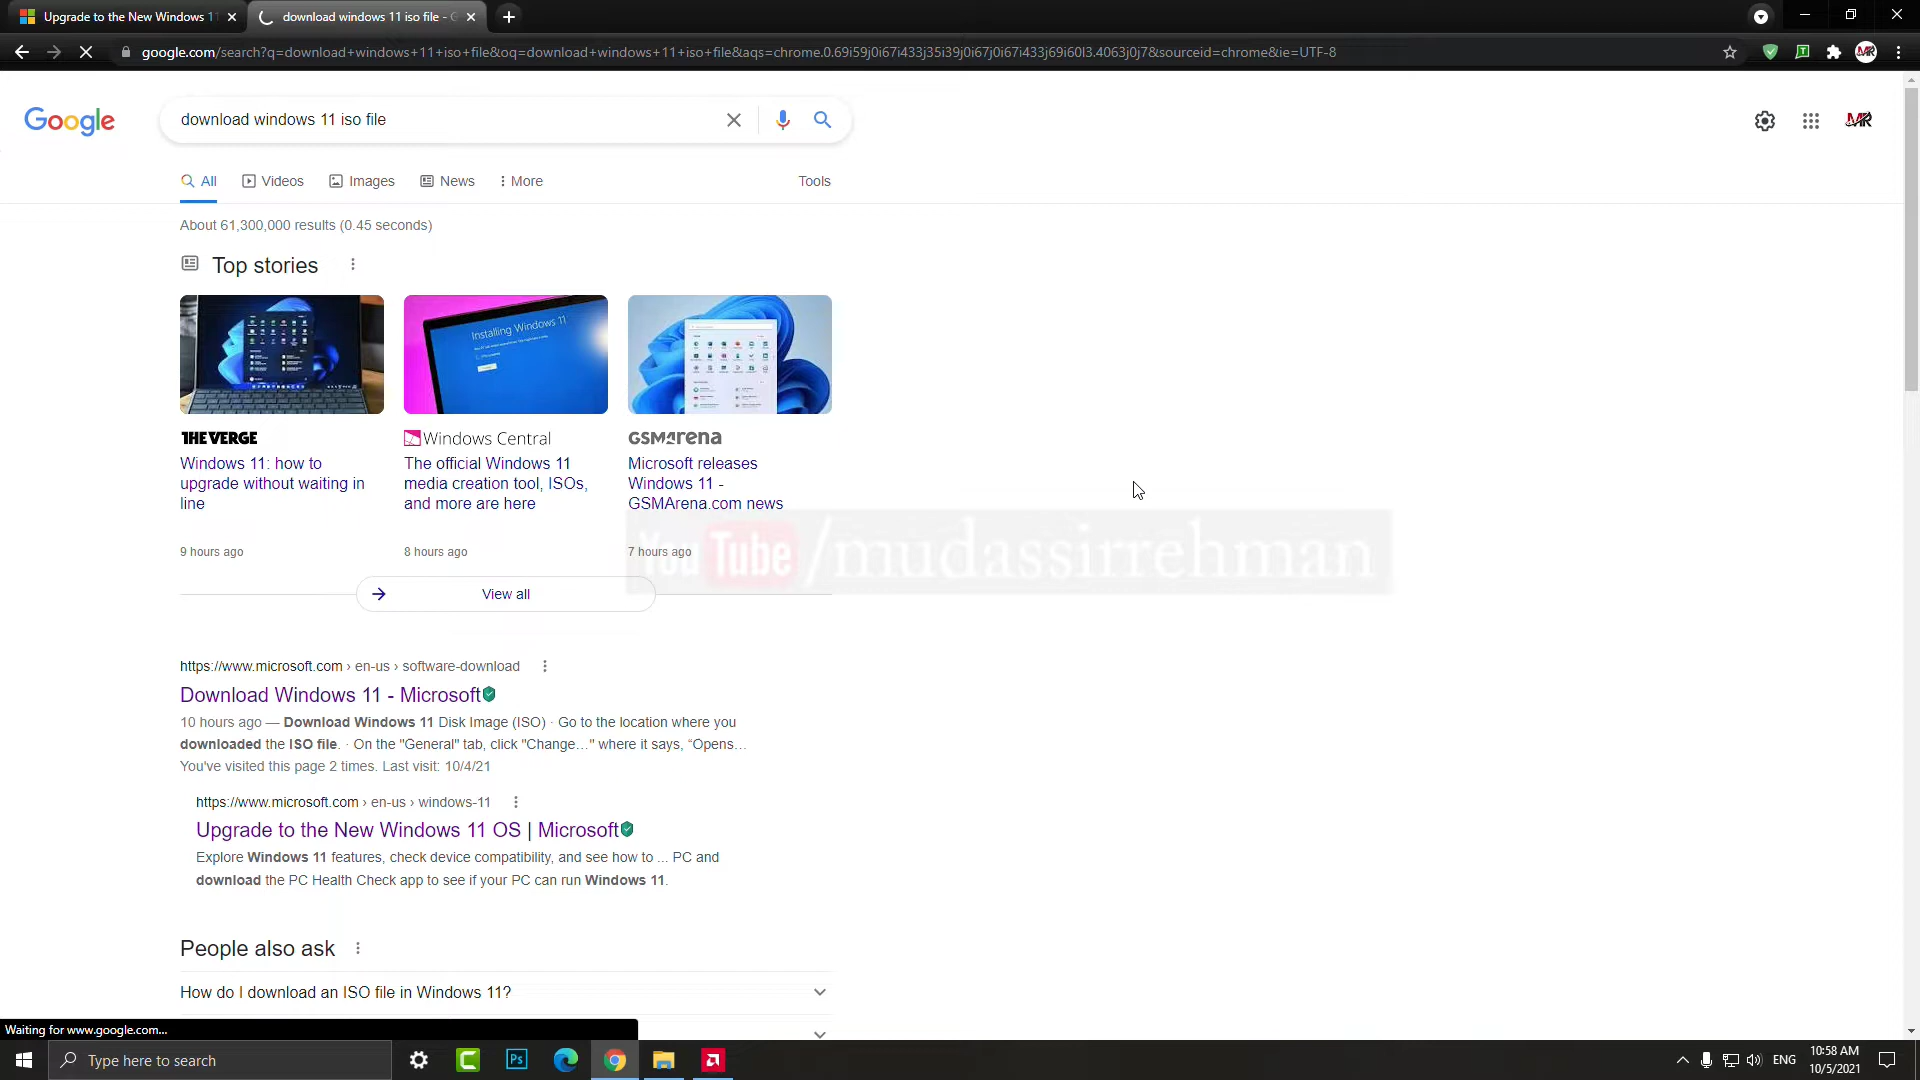 Upgrade to the New Windows 11
download windows 11 iso file - G
google.com/search?q=download+windows+11+iso+file&oq=download+windows+11+iso+file&aqs=chrome.0.69i59j0i67i433j35i39j0i67j0i67i433j69i60l3.4063j0j7&sourceid=chrome&ie=UTF-8
Google
download windows 11 iso file
MR
All
Videos
Images
News
More
Tools
About 61,300,000 results (0.45 seconds)
Top stories
Installing Windows 11
THE VERGE
Windows 11: how to
upgrade without waiting in
line
9 hours ago
Windows Central
The official Windows 11
media creation tool, ISOs,
and more are here
8 hours ago
GSMArena
Microsoft releases
Windows 11 -
GSMArena.com news
7 hours ago
YouTube/mudassirrehman
View all
https://www.microsoft.com › en-us › software-download
Download Windows 11 - Microsoft
10 hours ago — Download Windows 11 Disk Image (ISO) · Go to the location where you
downloaded the ISO file. · On the "General" tab, click "Change…" where it says, “Opens...
You've visited this page 2 times. Last visit: 10/4/21
https://www.microsoft.com › en-us › windows-11
Upgrade to the New Windows 11 OS | Microsoft
Explore Windows 11 features, check device compatibility, and see how to ... PC and
download the PC Health Check app to see if your PC can run Windows 11.
People also ask
How do I download an ISO file in Windows 11?
Waiting for www.google.com...
Type here to search
Ps
ENG
10:58 AM
10/5/2021